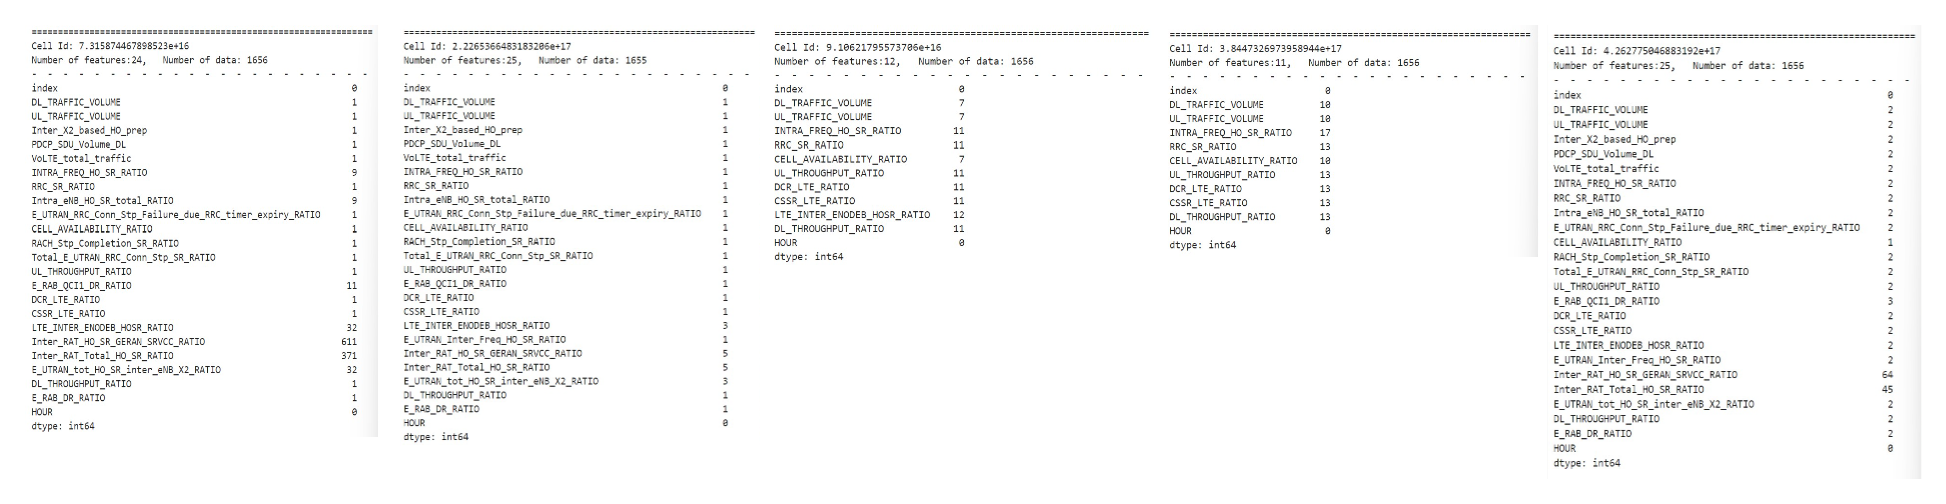 ================================================================
Cell Id: 7.315874467898523e+16
Number of features:24,   Number of data: 1656
- - - - - - - - - - - - - - - - - - - - - -
index 0
DL_TRAFFIC_VOLUME 1
UL_TRAFFIC_VOLUME 1
Inter_X2_based_HO_prep 1
PDCP_SDU_Volume_DL 1
VoLTE_total_traffic 1
INTRA_FREQ_HO_SR_RATIO 9
RRC_SR_RATIO 1
Intra_eNB_HO_SR_total_RATIO 9
E_UTRAN_RRC_Conn_Stp_Failure_due_RRC_timer_expiry_RATIO 1
CELL_AVAILABILITY_RATIO 1
RACH_Stp_Completion_SR_RATIO 1
Total_E_UTRAN_RRC_Conn_Stp_SR_RATIO 1
UL_THROUGHPUT_RATIO 1
E_RAB_QCI1_DR_RATIO 11
DCR_LTE_RATIO 1
CSSR_LTE_RATIO 1
LTE_INTER_ENODEB_HOSR_RATIO 32
Inter_RAT_HO_SR_GERAN_SRVCC_RATIO 611
Inter_RAT_Total_HO_SR_RATIO 371
E_UTRAN_tot_HO_SR_inter_eNB_X2_RATIO 32
DL_THROUGHPUT_RATIO 1
E_RAB_DR_RATIO 1
HOUR 0
dtype: int64
================================================================
Cell Id: 2.2265366483183206e+17
Number of features:25,   Number of data: 1655
- - - - - - - - - - - - - - - - - - - - - -
index 0
DL_TRAFFIC_VOLUME 1
UL_TRAFFIC_VOLUME 1
Inter_X2_based_HO_prep 1
PDCP_SDU_Volume_DL 1
VoLTE_total_traffic 1
INTRA_FREQ_HO_SR_RATIO 1
RRC_SR_RATIO 1
Intra_eNB_HO_SR_total_RATIO 1
E_UTRAN_RRC_Conn_Stp_Failure_due_RRC_timer_expiry_RATIO 1
CELL_AVAILABILITY_RATIO 1
RACH_Stp_Completion_SR_RATIO 1
Total_E_UTRAN_RRC_Conn_Stp_SR_RATIO 1
UL_THROUGHPUT_RATIO 1
E_RAB_QCI1_DR_RATIO 1
DCR_LTE_RATIO 1
CSSR_LTE_RATIO 1
LTE_INTER_ENODEB_HOSR_RATIO 3
E_UTRAN_Inter_Freq_HO_SR_RATIO 1
Inter_RAT_HO_SR_GERAN_SRVCC_RATIO 5
Inter_RAT_Total_HO_SR_RATIO 5
E_UTRAN_tot_HO_SR_inter_eNB_X2_RATIO 3
DL_THROUGHPUT_RATIO 1
E_RAB_DR_RATIO 1
HOUR 0
dtype: int64
================================================================
Cell Id: 9.10621795573706e+16
Number of features:12,   Number of data: 1656
- - - - - - - - - - - - - - - - - - - - - -
index 0
DL_TRAFFIC_VOLUME 7
UL_TRAFFIC_VOLUME 7
INTRA_FREQ_HO_SR_RATIO 11
RRC_SR_RATIO 11
CELL_AVAILABILITY_RATIO 7
UL_THROUGHPUT_RATIO 11
DCR_LTE_RATIO 11
CSSR_LTE_RATIO 11
LTE_INTER_ENODEB_HOSR_RATIO 12
DL_THROUGHPUT_RATIO 11
HOUR 0
dtype: int64
================================================================
Cell Id: 3.8447326973958944e+17
Number of features:11,   Number of data: 1656
- - - - - - - - - - - - - - - - - - - - - -
index 0
DL_TRAFFIC_VOLUME 10
UL_TRAFFIC_VOLUME 10
INTRA_FREQ_HO_SR_RATIO 17
RRC_SR_RATIO 13
CELL_AVAILABILITY_RATIO 10
UL_THROUGHPUT_RATIO 13
DCR_LTE_RATIO 13
CSSR_LTE_RATIO 13
DL_THROUGHPUT_RATIO 13
HOUR 0
dtype: int64
================================================================
Cell Id: 4.262775046883192e+17
Number of features:25,   Number of data: 1656
- - - - - - - - - - - - - - - - - - - - - -
index 0
DL_TRAFFIC_VOLUME 2
UL_TRAFFIC_VOLUME 2
Inter_X2_based_HO_prep 2
PDCP_SDU_Volume_DL 2
VoLTE_total_traffic 2
INTRA_FREQ_HO_SR_RATIO 2
RRC_SR_RATIO 2
Intra_eNB_HO_SR_total_RATIO 2
E_UTRAN_RRC_Conn_Stp_Failure_due_RRC_timer_expiry_RATIO 2
CELL_AVAILABILITY_RATIO 1
RACH_Stp_Completion_SR_RATIO 2
Total_E_UTRAN_RRC_Conn_Stp_SR_RATIO 2
UL_THROUGHPUT_RATIO 2
E_RAB_QCI1_DR_RATIO 3
DCR_LTE_RATIO 2
CSSR_LTE_RATIO 2
LTE_INTER_ENODEB_HOSR_RATIO 2
E_UTRAN_Inter_Freq_HO_SR_RATIO 2
Inter_RAT_HO_SR_GERAN_SRVCC_RATIO 64
Inter_RAT_Total_HO_SR_RATIO 45
E_UTRAN_tot_HO_SR_inter_eNB_X2_RATIO 2
DL_THROUGHPUT_RATIO 2
E_RAB_DR_RATIO 2
HOUR 0
dtype: int64